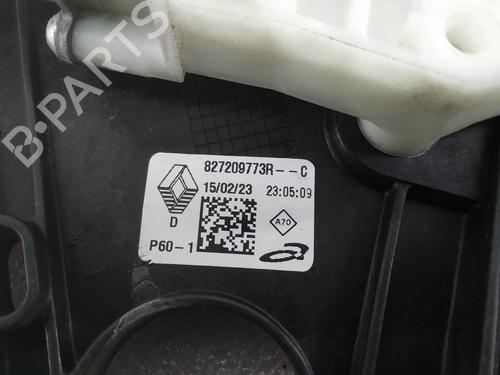 827209773R--C
15/02/23 23:05:09
D
A70
P60-1
B-PARTS